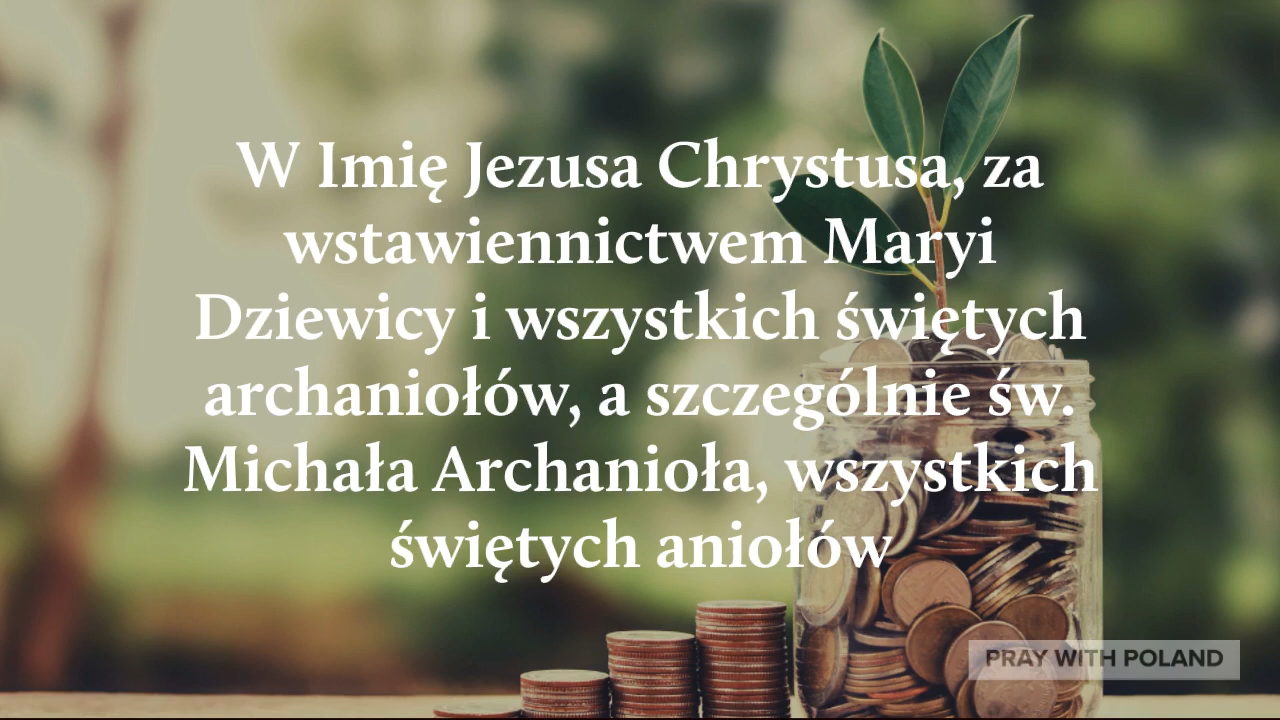 W Imię Jezusa Chrystusa, za
wstawiennictwem Maryi
Dziewicy i wszystkich świętych
archaniołów, a szczególnie św.
Michała Archanioła, wszystkich
świętych aniołów
PRAY WITH POLAND